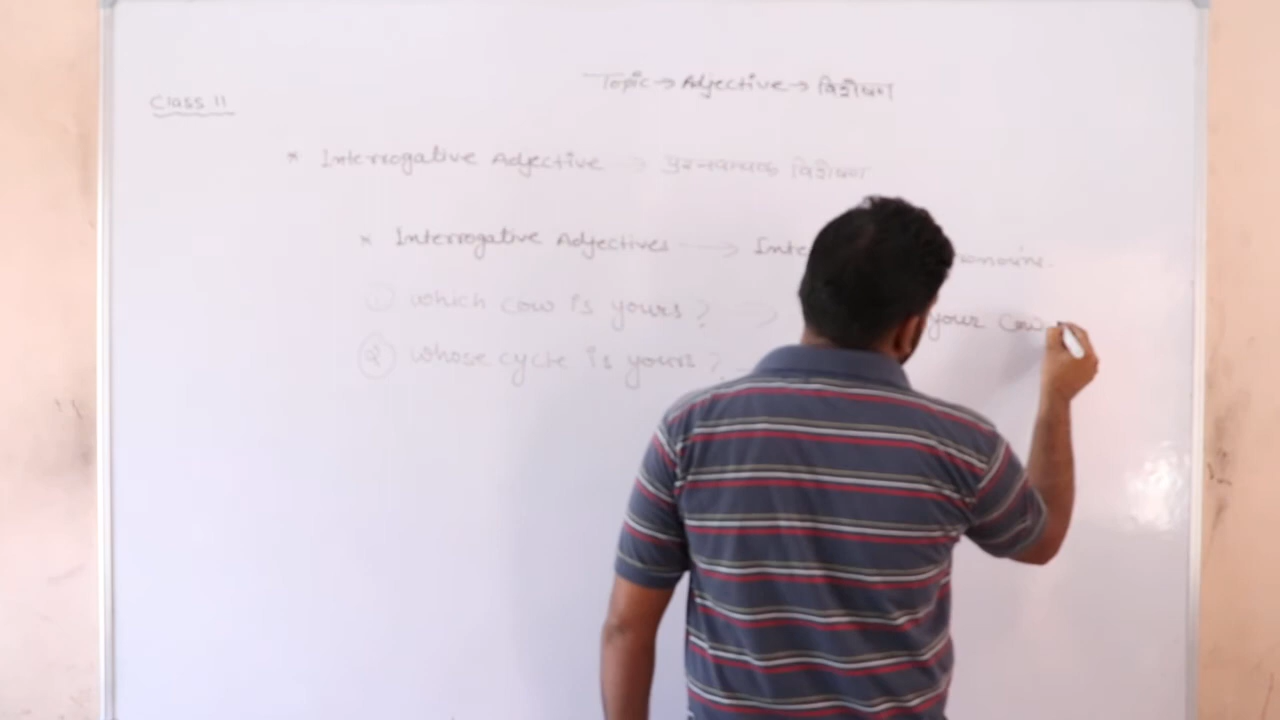 Topic → Adjective → विशेषण
Class 11
* Interrogative Adjective → प्रश्नवाचक विशेषण
* Interrogative Adjectives → Inte
① which cow is yours? → your Cow
② whose cycle is yours?